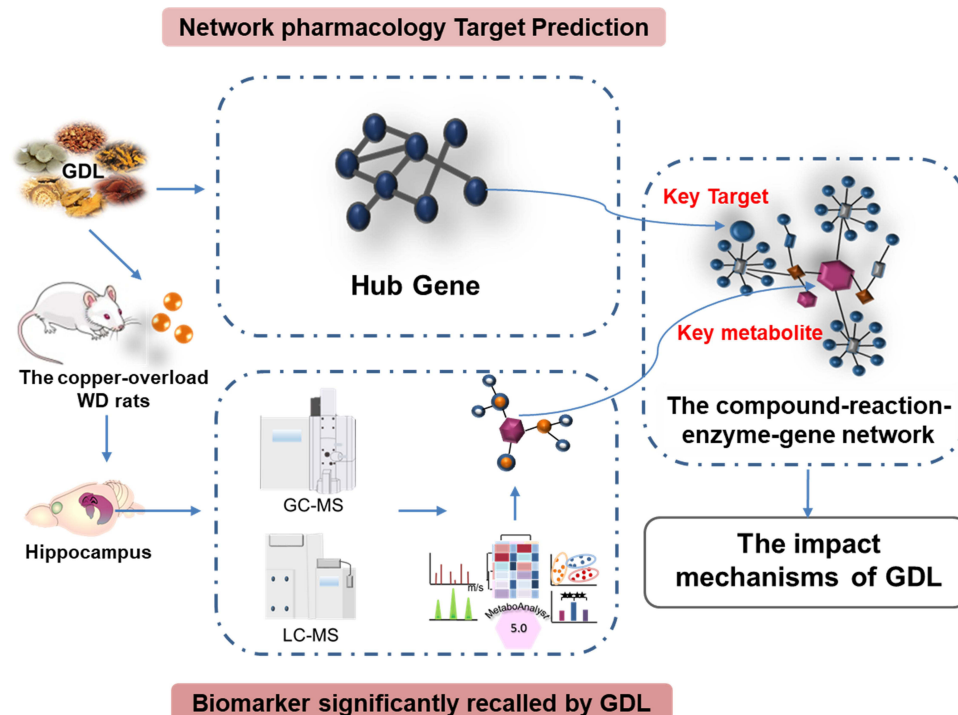 Network pharmacology Target Prediction
GDL
Hub Gene
Key Target
Key metabolite
The compound-reaction-
enzyme-gene network
The copper-overload
WD rats
Hippocampus
GC-MS
LC-MS
m/s
MetaboAnalyst
5.0
★★★★
The impact
mechanisms of GDL
Biomarker significantly recalled by GDL